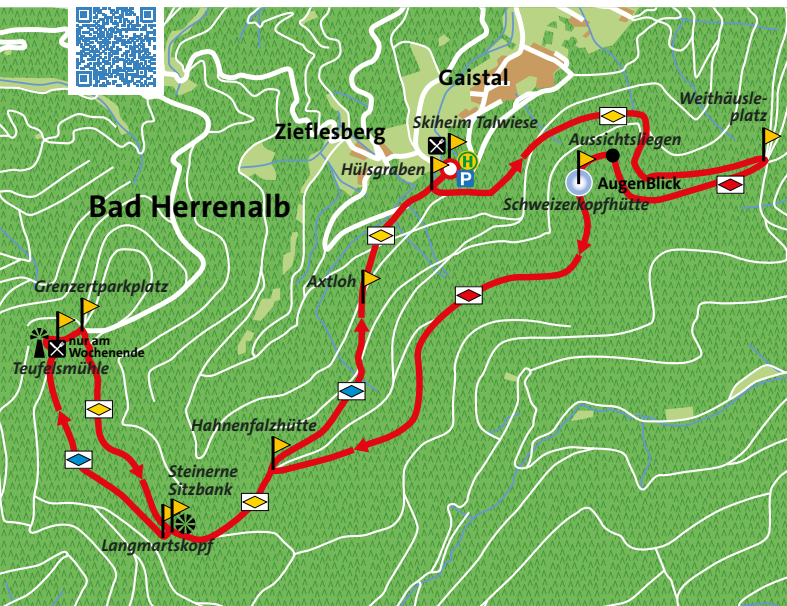 Gaistal
Weithäusle-
platz
Skiheim Talwiese
Zieflesberg
Aussichtsliegen
H
Hülsgraben
P
AugenBlick
Schweizerkopfhütte
Bad Herrenalb
Axtloh
Grenzertparkplatz
nur am
Wochenende
Teufelsmühle
Hahnenfalzhütte
Steinerne
Sitzbank
Langmartskopf